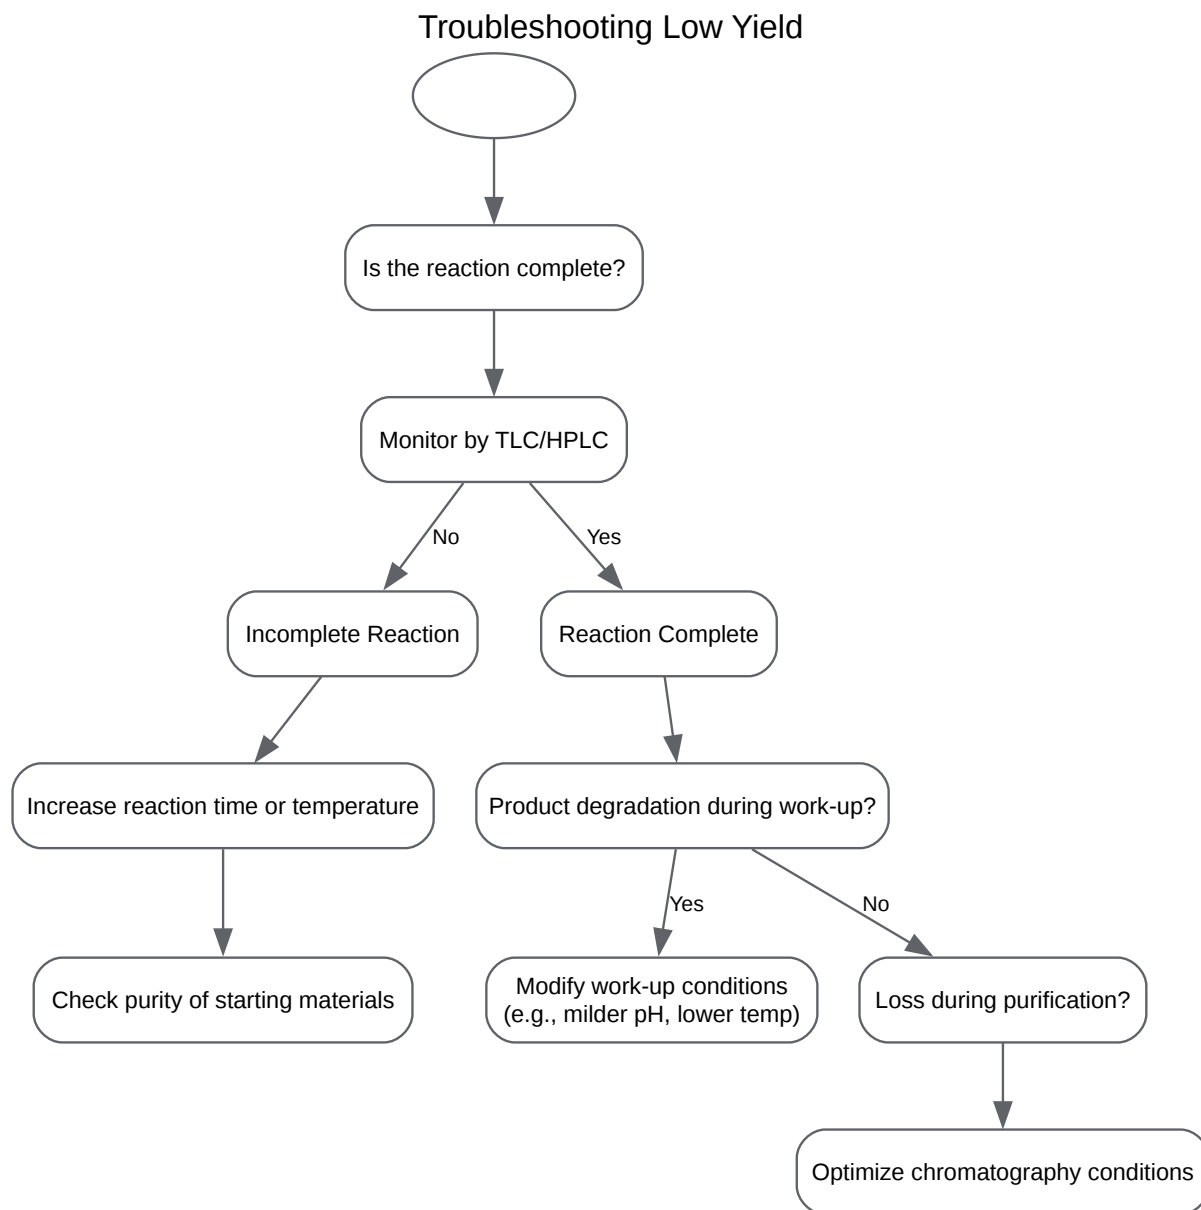 Troubleshooting Low Yield
Is the reaction complete?
Monitor by TLC/HPLC
No
Yes
Incomplete Reaction
Reaction Complete
Increase reaction time or temperature
Product degradation during work-up?
Yes
No
Check purity of starting materials
Modify work-up conditions
(e.g., milder pH, lower temp)
Loss during purification?
Optimize chromatography conditions